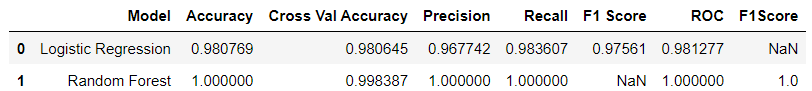 Model Accuracy Cross Val Accuracy Precision Recall F1 Score ROC F1Score
0 Logistic Regression 0.980769 0.980645 0.967742 0.983607 0.97561 0.981277 NaN
1 Random Forest 1.000000 0.998387 1.000000 1.000000 NaN 1.000000 1.0